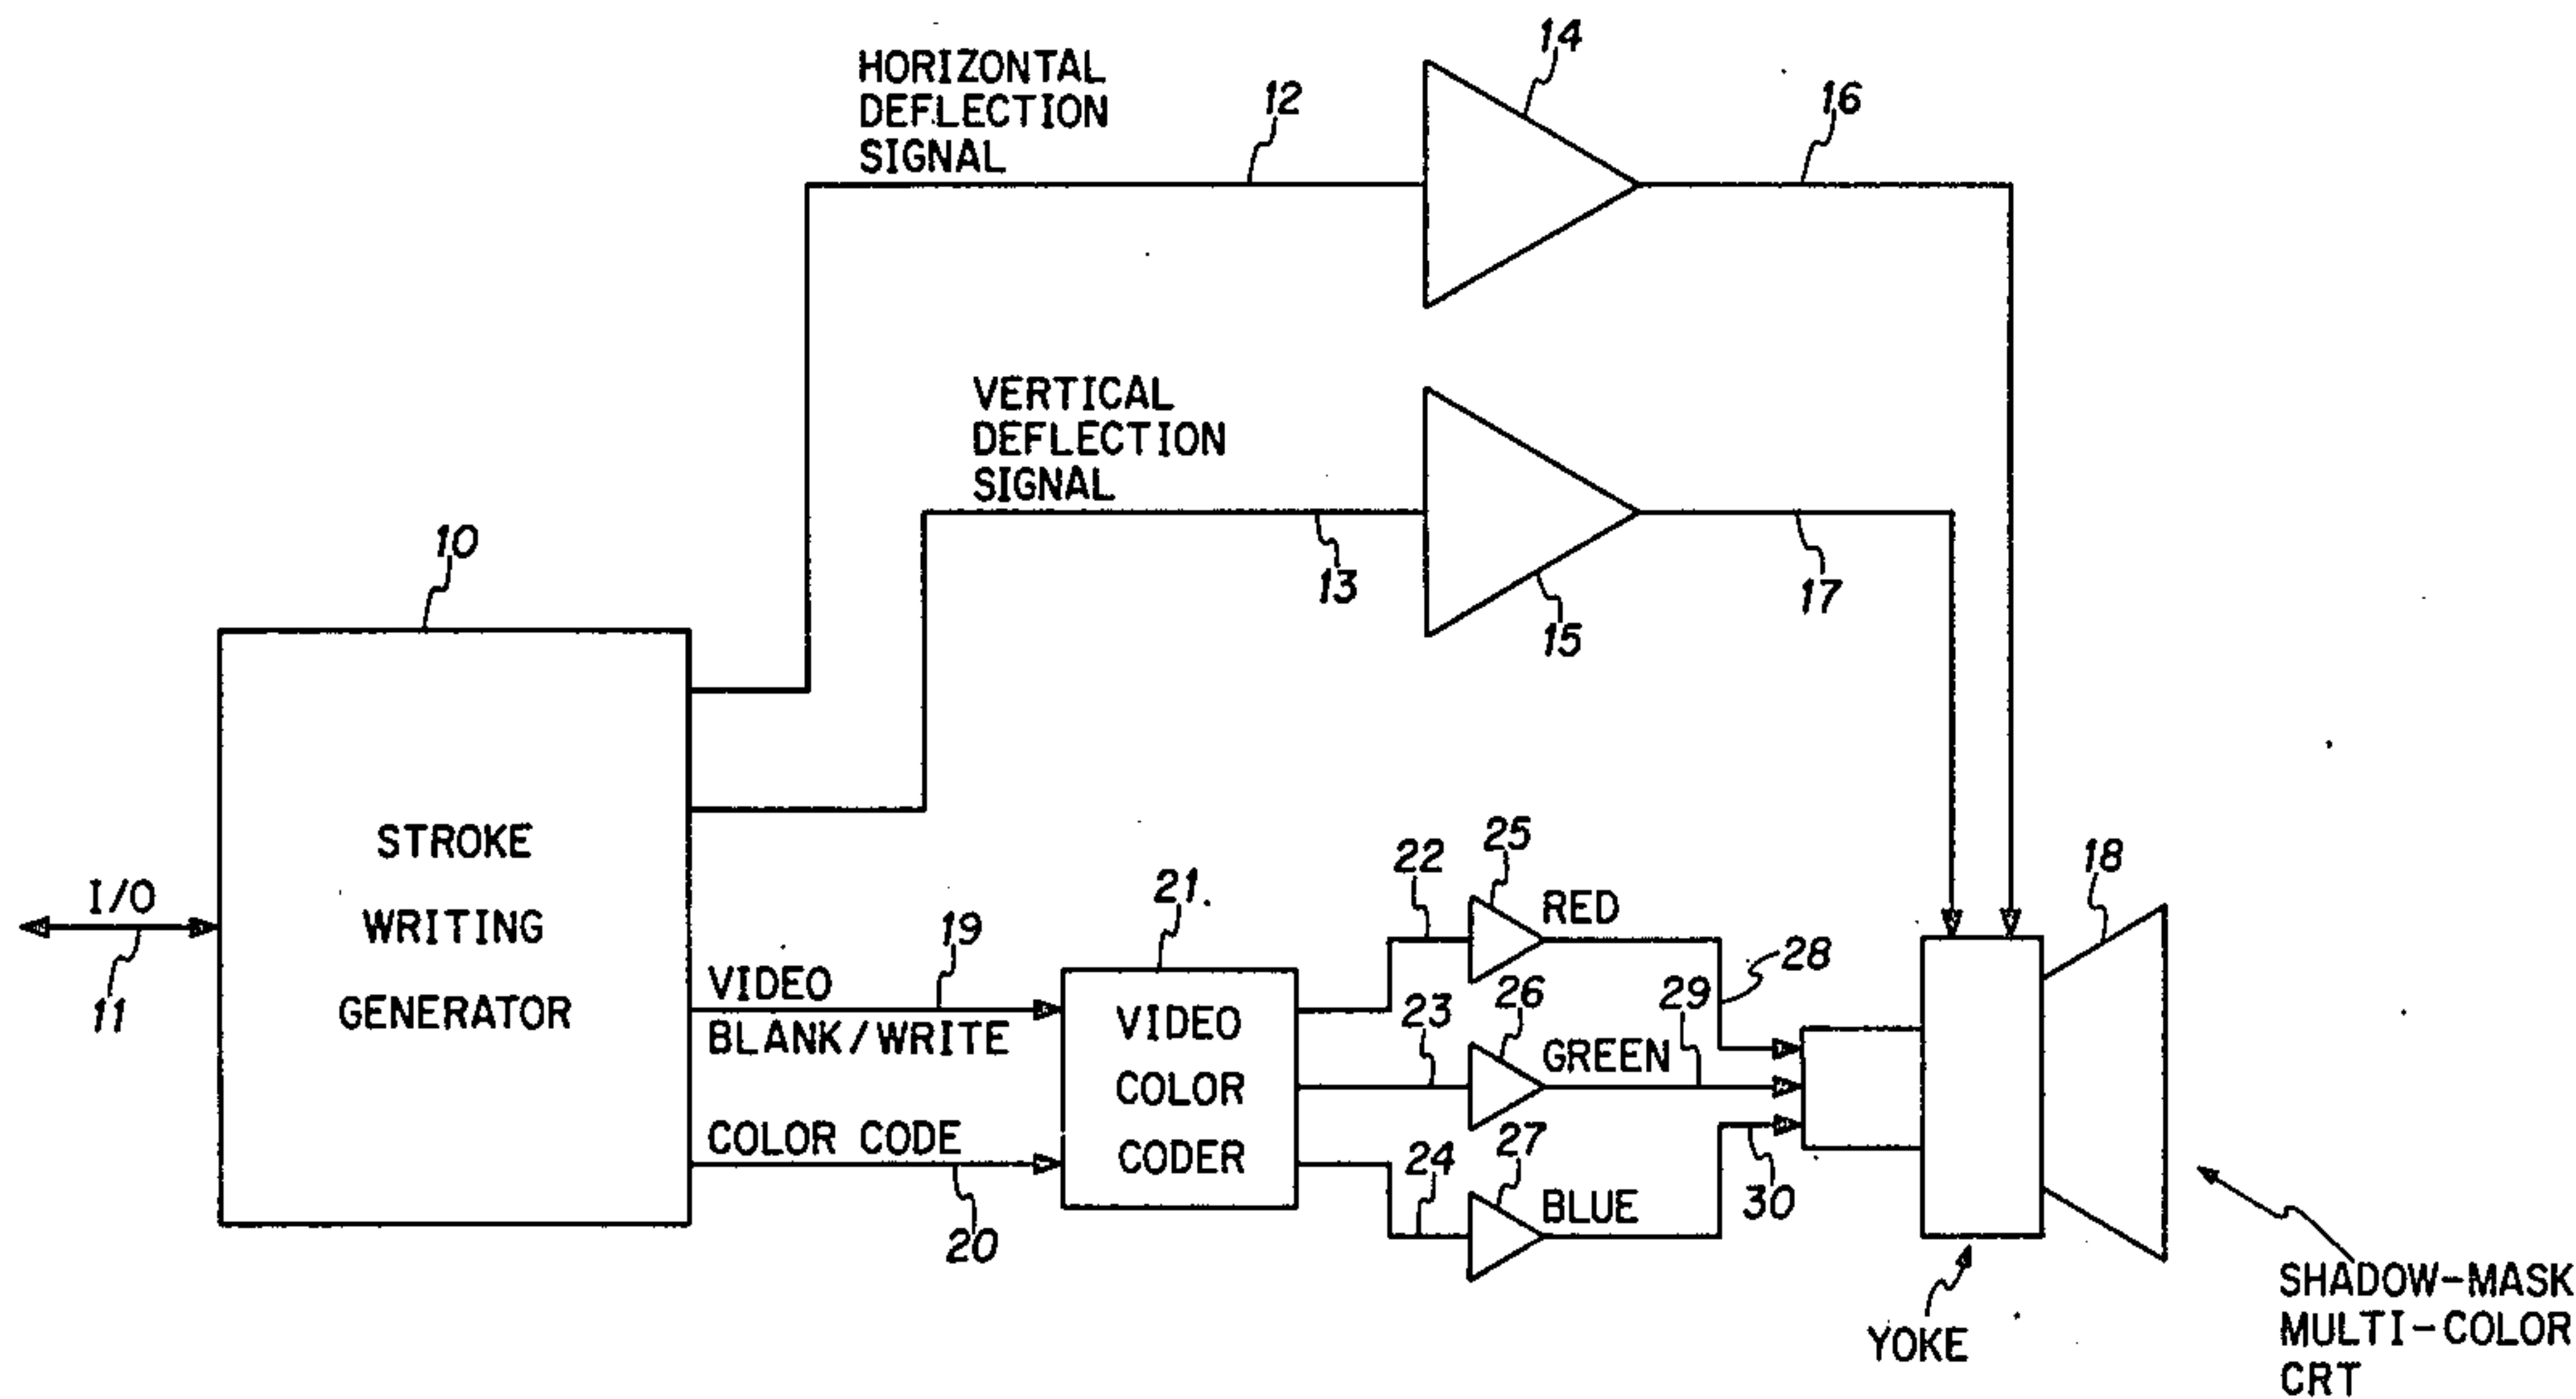 HORIZONTAL
DEFLECTION
SIGNAL
12
14
16
VERTICAL
DEFLECTION
SIGNAL
13
15
17
10
STROKE
WRITING
GENERATOR
I/O
11
VIDEO
BLANK/WRITE
19
COLOR CODE
20
21
VIDEO
COLOR
CODER
22
25
RED
28
23
26
GREEN
29
24
27
BLUE
30
18
YOKE
SHADOW-MASK
MULTI-COLOR
CRT